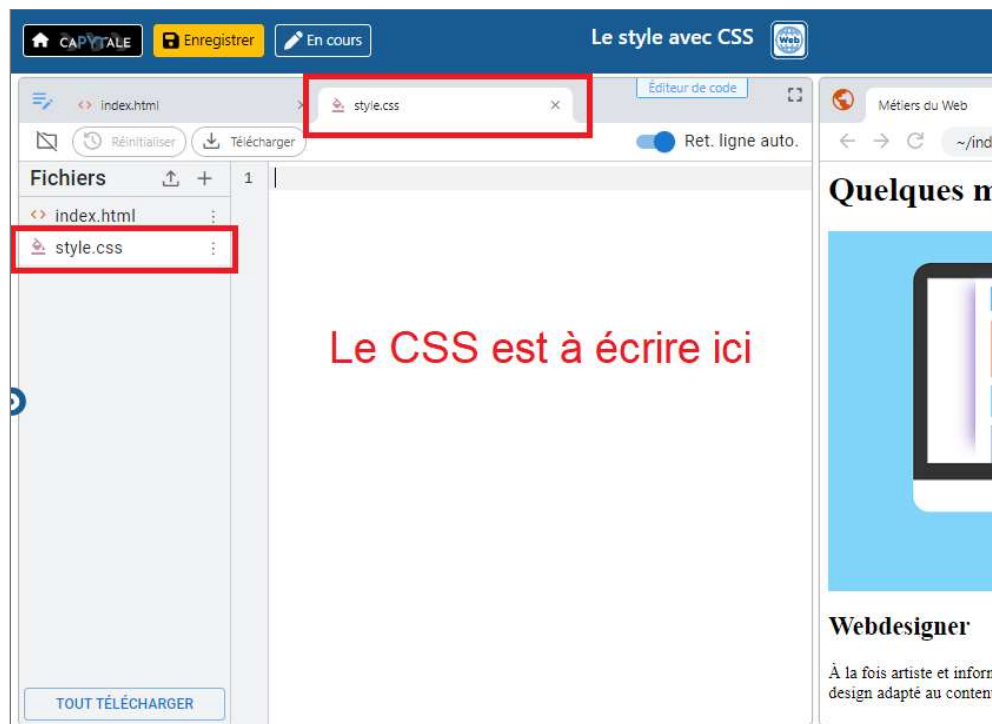 CAPYTALE
Enregistrer
En cours
Le style avec CSS
Web
index.html
style.css
Éditeur de code
Métiers du Web
Réinitialiser
Télécharger
Ret. ligne auto.
~/ind
Fichiers
1
index.html
style.css
Le CSS est à écrire ici
TOUT TÉLÉCHARGER
Quelques m
Webdesigner
À la fois artiste et inform
design adapté au conten